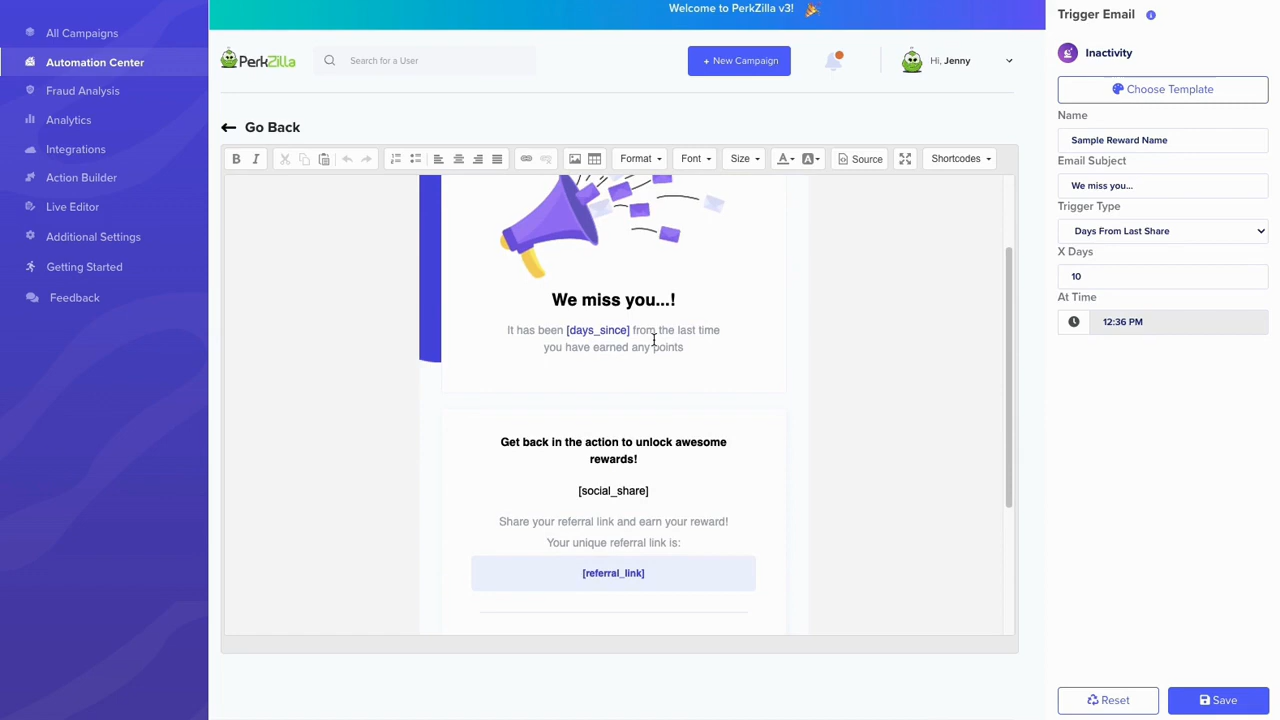 All Campaigns
Automation Center
Fraud Analysis
Analytics
Integrations
Action Builder
Live Editor
Additional Settings
Getting Started
Feedback
Welcome to PerkZilla v3!
PerkZilla
Search for a User
+ New Campaign
Hi, Jenny
Go Back
B I
Format
Font
Size
A
A
Source
Shortcodes
We miss you...!
It has been [days_since] from the last time
you have earned any points
Get back in the action to unlock awesome
rewards!
[social_share]
Share your referral link and earn your reward!
Your unique referral link is:
[referral_link]
Trigger Email
i
Inactivity
Choose Template
Name
Sample Reward Name
Email Subject
We miss you...
Trigger Type
Days From Last Share
X Days
10
At Time
12:36 PM
Reset
Save